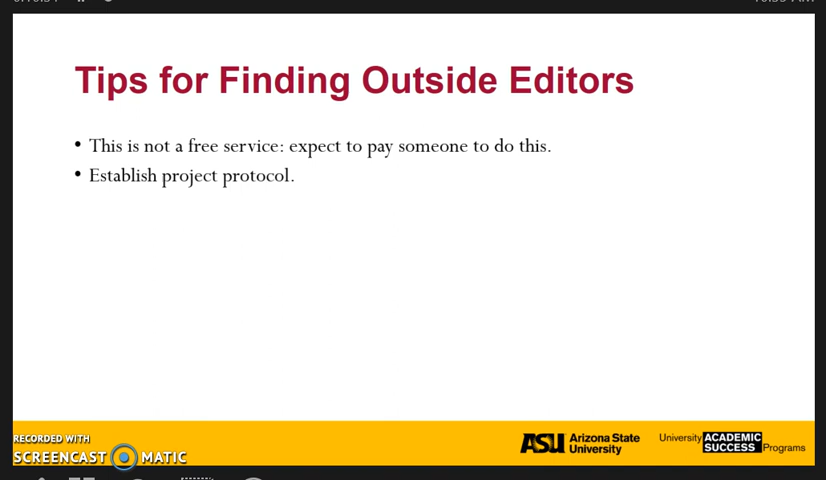 Tips for Finding Outside Editors
• This is not a free service: expect to pay someone to do this.
• Establish project protocol.
RECORDED WITH
SCREENCAST MATIC
ASU Arizona State University
University ACADEMIC SUCCESS Programs